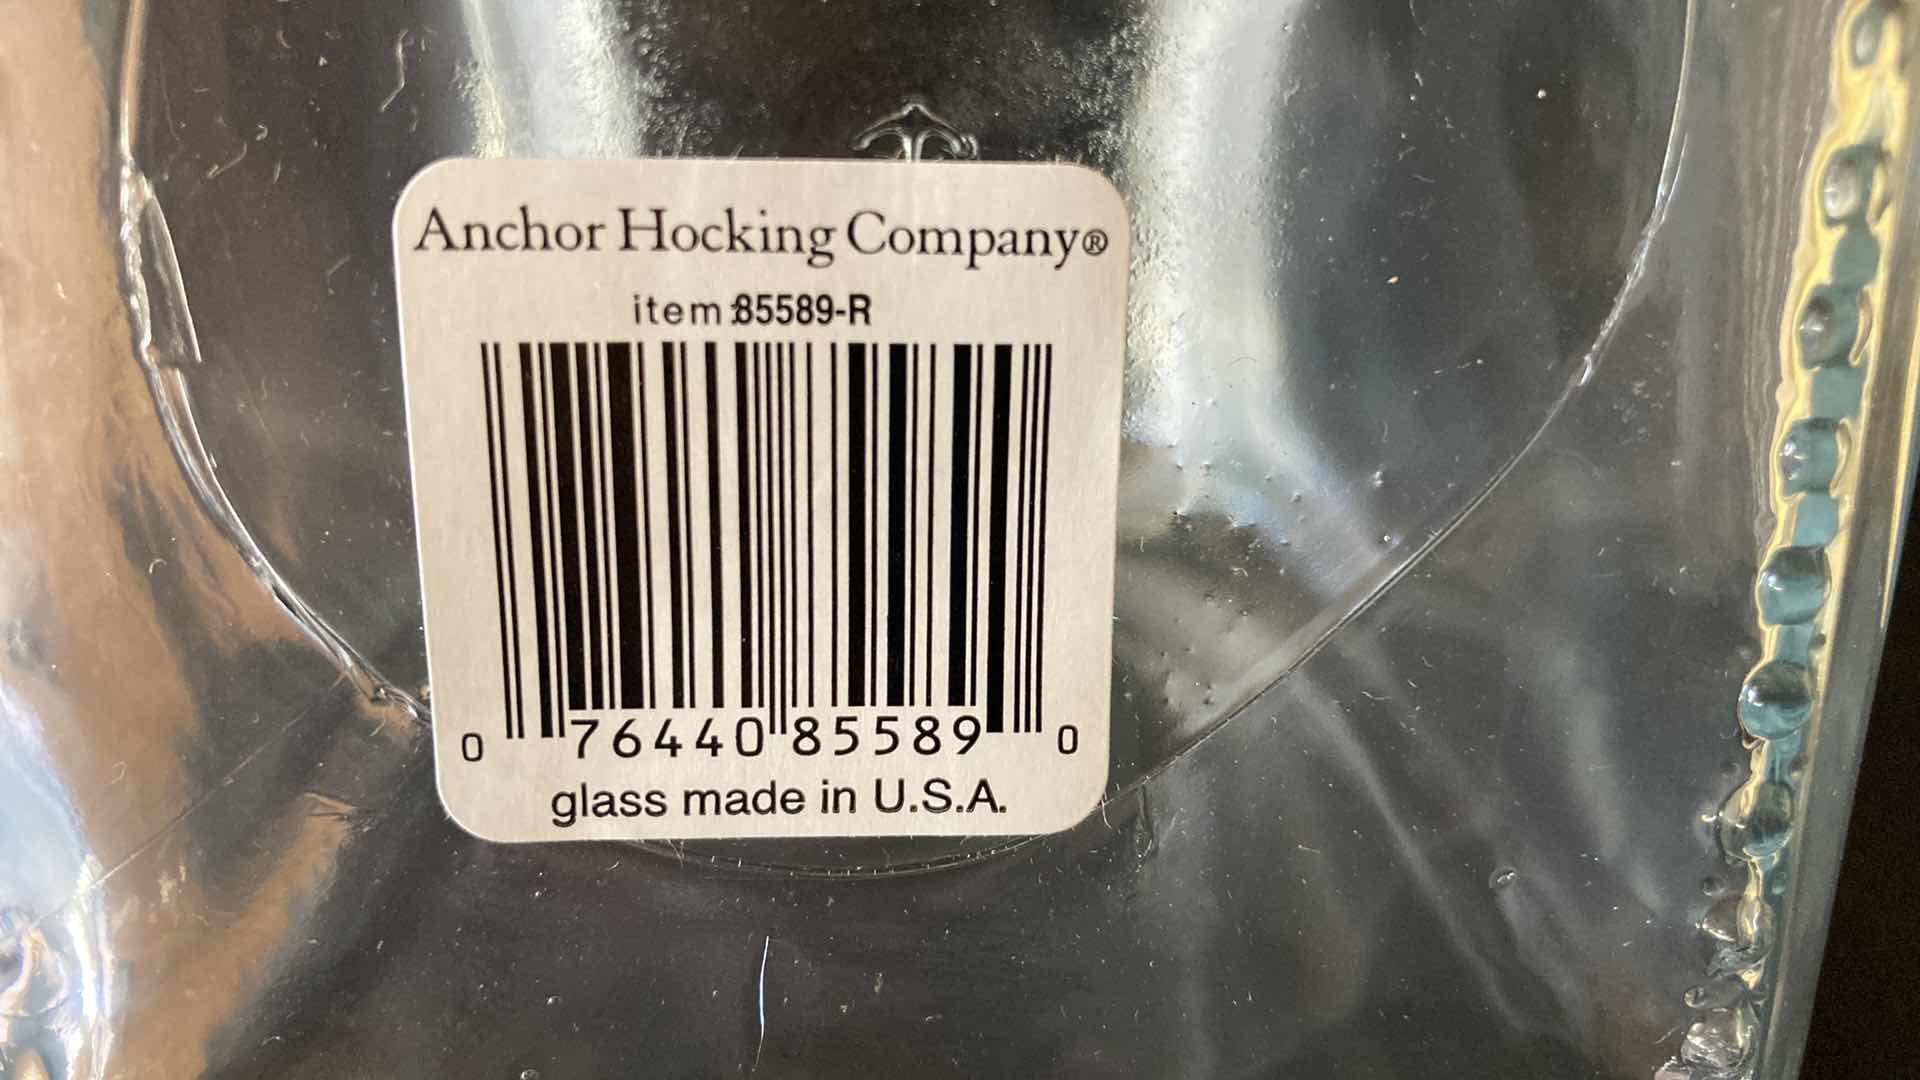 Anchor Hocking Company®
item:85589-R
0 76440 85589 0
glass made in U.S.A.